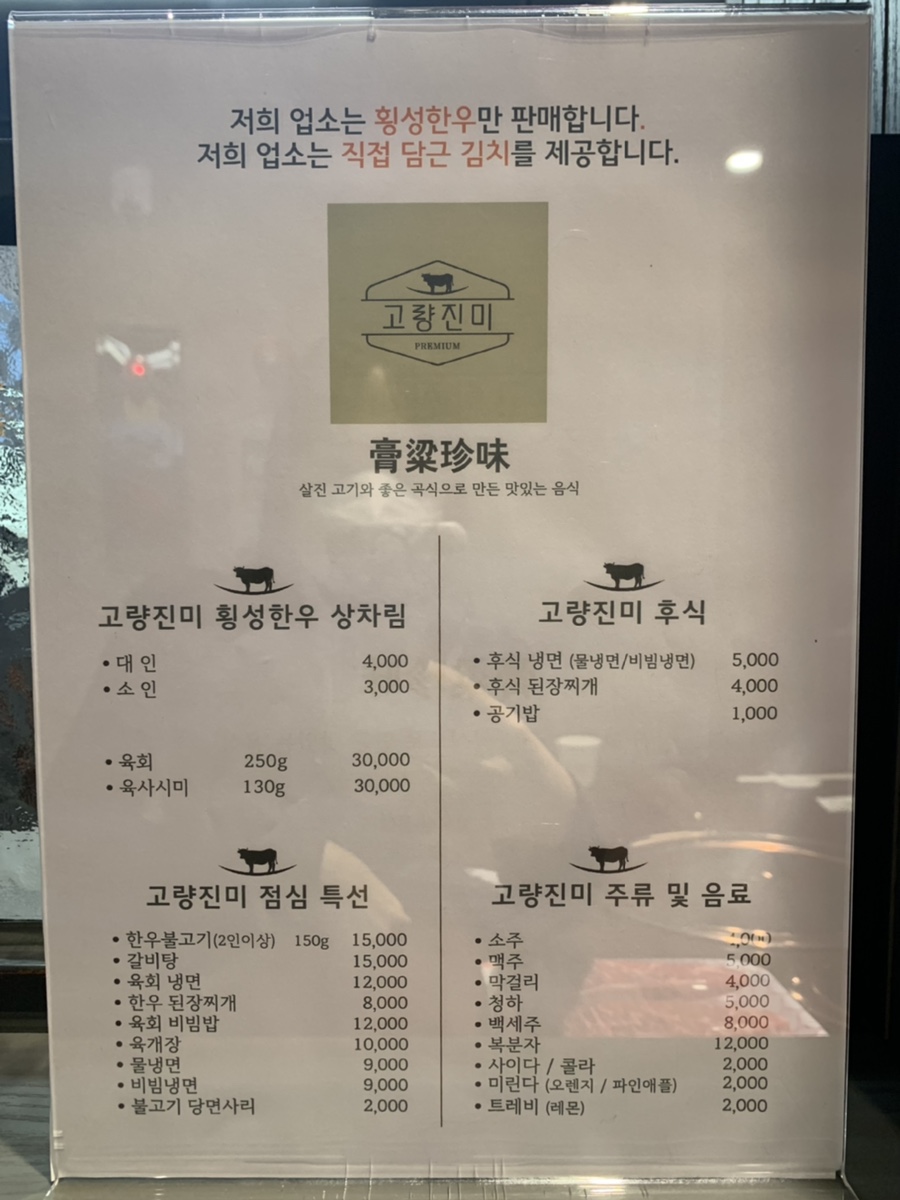 저희 업소는 횡성한우만 판매합니다.
저희 업소는 직접 담근 김치를 제공합니다.
고량진미
PREMIUM
膏粱珍味
살진 고기와 좋은 곡식으로 만든 맛있는 음식
고량진미 횡성한우 상차림
• 대 인 4,000
• 소 인 3,000
• 육회 250g 30,000
• 육사시미 130g 30,000
고량진미 후식
• 후식 냉면 (물냉면/비빔냉면) 5,000
• 후식 된장찌개 4,000
• 공기밥 1,000
고량진미 점심 특선
• 한우불고기(2인이상) 150g 15,000
• 갈비탕 15,000
• 육회 냉면 12,000
• 한우 된장찌개 8,000
• 육회 비빔밥 12,000
• 육개장 10,000
• 물냉면 9,000
• 비빔냉면 9,000
• 불고기 당면사리 2,000
고량진미 주류 및 음료
• 소주
• 맥주 5,000
• 막걸리 4,000
• 청하 5,000
• 백세주 8,000
• 복분자 12,000
• 사이다 / 콜라 2,000
• 미린다 (오렌지 / 파인애플) 2,000
• 트레비 (레몬) 2,000